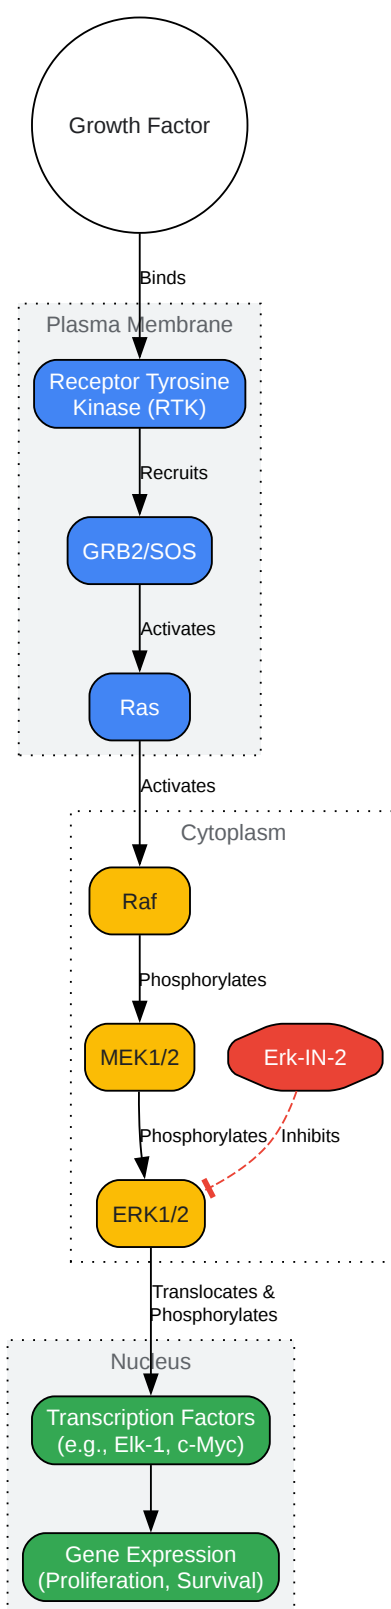 Growth Factor
Binds
Plasma Membrane
Receptor Tyrosine
Kinase (RTK)
Recruits
GRB2/SOS
Activates
Ras
Activates
Cytoplasm
Raf
Phosphorylates
MEK1/2
Erk-IN-2
Phosphorylates
Inhibits
ERK1/2
Translocates &
Phosphorylates
Nucleus
Transcription Factors
(e.g., Elk-1, c-Myc)
Gene Expression
(Proliferation, Survival)